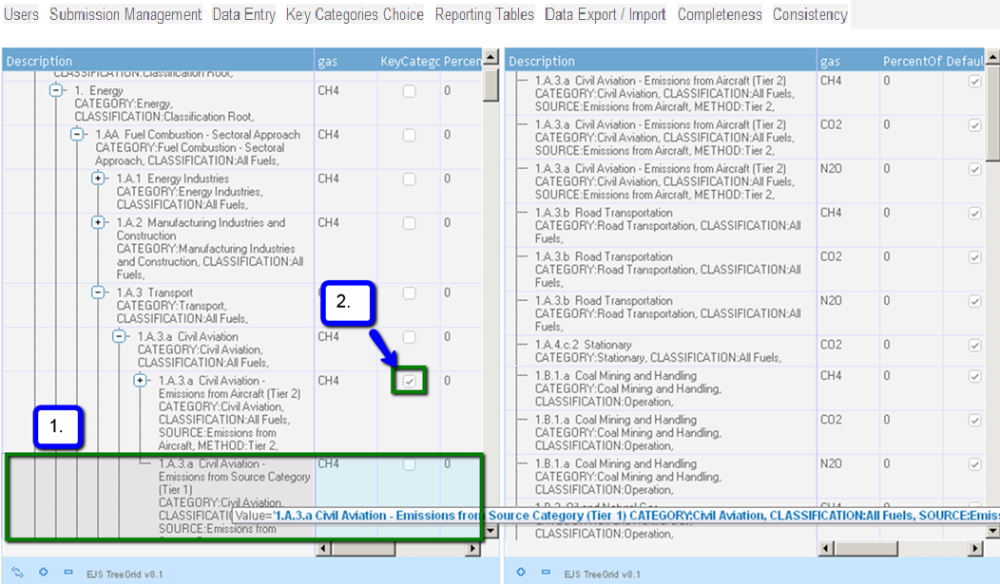 Users Submission Management Data Entry Key Categories Choice Reporting Tables Data Export / Import Completeness Consistency
Description gas KeyCategc Percen
CLASSIFICATION:Classification Root,
1. Energy CH4 0
CATEGORY:Energy,
CLASSIFICATION:Classification Root,
1.AA Fuel Combustion - Sectoral Approach CH4 0
CATEGORY:Fuel Combustion - Sectoral
Approach, CLASSIFICATION:All Fuels,
1.A.1 Energy Industries CH4 0
CATEGORY:Energy Industries,
CLASSIFICATION:All Fuels,
1.A.2 Manufacturing Industries and CH4 0
Construction
CATEGORY:Manufacturing Industries
and Construction, CLASSIFICATION:All
Fuels,
1.A.3 Transport 0
CATEGORY:Transport,
CLASSIFICATION:All Fuels,
2.
1.A.3.a Civil Aviation CH4 0
CATEGORY:Civil Aviation,
CLASSIFICATION:All Fuels,
1.A.3.a Civil Aviation - CH4 0
Emissions from Aircraft (Tier 2)
CATEGORY:Civil Aviation,
CLASSIFICATION:All Fuels,
SOURCE:Emissions from
Aircraft, METHOD:Tier 2,
1.
1.A.3.a Civil Aviation - CH4 0
Emissions from Source Category
(Tier 1)
CATEGORY:Civil Aviation,
CLASSIFICATI
SOURCE:Emissions from
Value='1.A.3.a Civil Aviation - Emissions from Source Category (Tier 1) CATEGORY:Civil Aviation, CLASSIFICATION:All Fuels, SOURCE:Emiss
EJS TreeGrid v8.1
Description gas PercentOf Defaul
1.A.3.a Civil Aviation - Emissions from Aircraft (Tier 2) CH4 0
CATEGORY:Civil Aviation, CLASSIFICATION:All Fuels,
SOURCE:Emissions from Aircraft, METHOD:Tier 2,
1.A.3.a Civil Aviation - Emissions from Aircraft (Tier 2) CO2 0
CATEGORY:Civil Aviation, CLASSIFICATION:All Fuels,
SOURCE:Emissions from Aircraft, METHOD:Tier 2,
1.A.3.a Civil Aviation - Emissions from Aircraft (Tier 2) N2O 0
CATEGORY:Civil Aviation, CLASSIFICATION:All Fuels,
SOURCE:Emissions from Aircraft, METHOD:Tier 2,
1.A.3.b Road Transportation CH4 0
CATEGORY:Road Transportation, CLASSIFICATION:All
Fuels,
1.A.3.b Road Transportation CO2 0
CATEGORY:Road Transportation, CLASSIFICATION:All
Fuels,
1.A.3.b Road Transportation N2O 0
CATEGORY:Road Transportation, CLASSIFICATION:All
Fuels,
1.A.4.c.2 Stationary CO2 0
CATEGORY:Stationary, CLASSIFICATION:All Fuels,
1.B.1.a Coal Mining and Handling CH4 0
CATEGORY:Coal Mining and Handling,
CLASSIFICATION:Operation,
1.B.1.a Coal Mining and Handling CO2 0
CATEGORY:Coal Mining and Handling,
CLASSIFICATION:Operation,
1.B.1.a Coal Mining and Handling N2O 0
CATEGORY:Coal Mining and Handling,
CLASSIFICATION:Operation,
CLASSIFICATION:Operation,
EJS TreeGrid v8.1